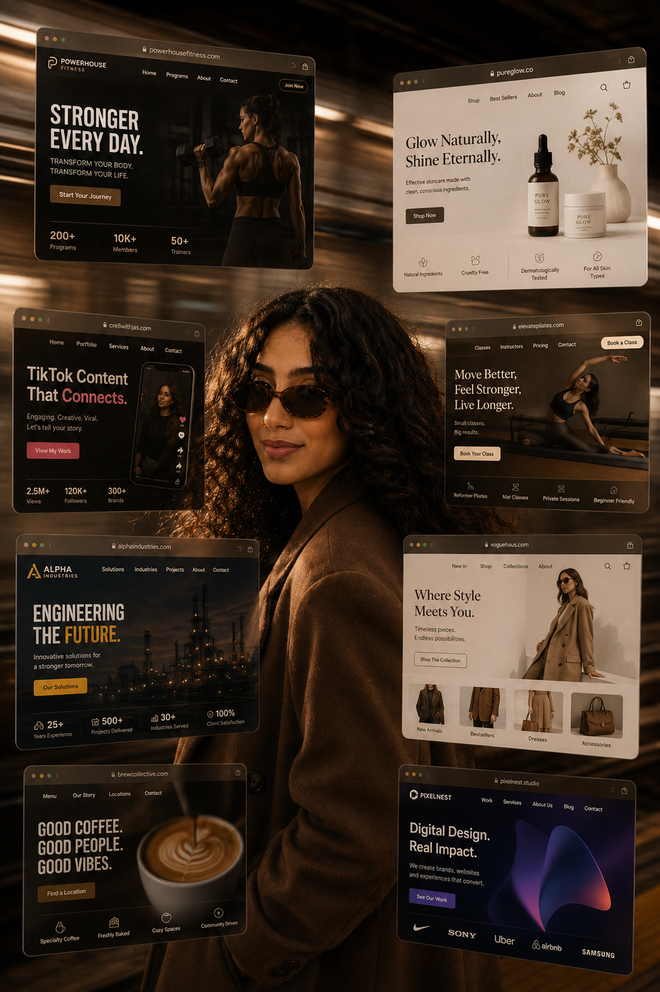 powerhousefitness.com
POWERHOUSE
FITNESS
Home Programs About Contact
Join Now
STRONGER
EVERY DAY.
TRANSFORM YOUR BODY.
TRANSFORM YOUR LIFE.
Start Your Journey
200+ 10K+ 50+
Programs Members Trainers
pureglow.co
Shop Best Sellers About Blog
Glow Naturally,
Shine Eternally.
Effective skincare made with
clean, conscious ingredients.
Shop Now
PURE
GLOW
PURE
GLOW
Natural Ingredients Cruelty Free Dermatologically
Tested For All Skin
Types
cre8withjas.com
Home Portfolio Services About Contact
TikTok Content
That Connects.
Engaging. Creative. Viral.
Let's tell your story.
View My Work
2.5M+ 120K+ 300+
Views Followers Brands
elevatepilates.com
Classes Instructors Pricing Contact
Book a Class
Move Better,
Feel Stronger,
Live Longer.
Small classes.
Big results.
Book Your Class
Reformer Pilates Mat Classes Private Sessions Beginner Friendly
alphaindustries.com
ALPHA
INDUSTRIES
Solutions Industries Projects About Contact
ENGINEERING
THE FUTURE.
Innovative solutions for
a stronger tomorrow.
Our Solutions
25+ 500+ 30+ 100%
Years Experience Projects Delivered Industries Served Client Satisfaction
voguehaus.com
New In Shop Collections About
Where Style
Meets You.
Timeless pieces.
Endless possibilities.
Shop The Collection
New Arrivals Bestsellers Dresses Accessories
brewcollective.com
Menu Our Story Locations Contact
GOOD COFFEE.
GOOD PEOPLE.
GOOD VIBES.
Find a Location
Specialty Coffee Freshly Baked Cozy Spaces Community Driven
pixelnest.studio
PIXELNEST
Work Services About Us Blog Contact
Digital Design.
Real Impact.
We create brands, websites
and experiences that convert.
See Our Work
SONY Uber airbnb SAMSUNG